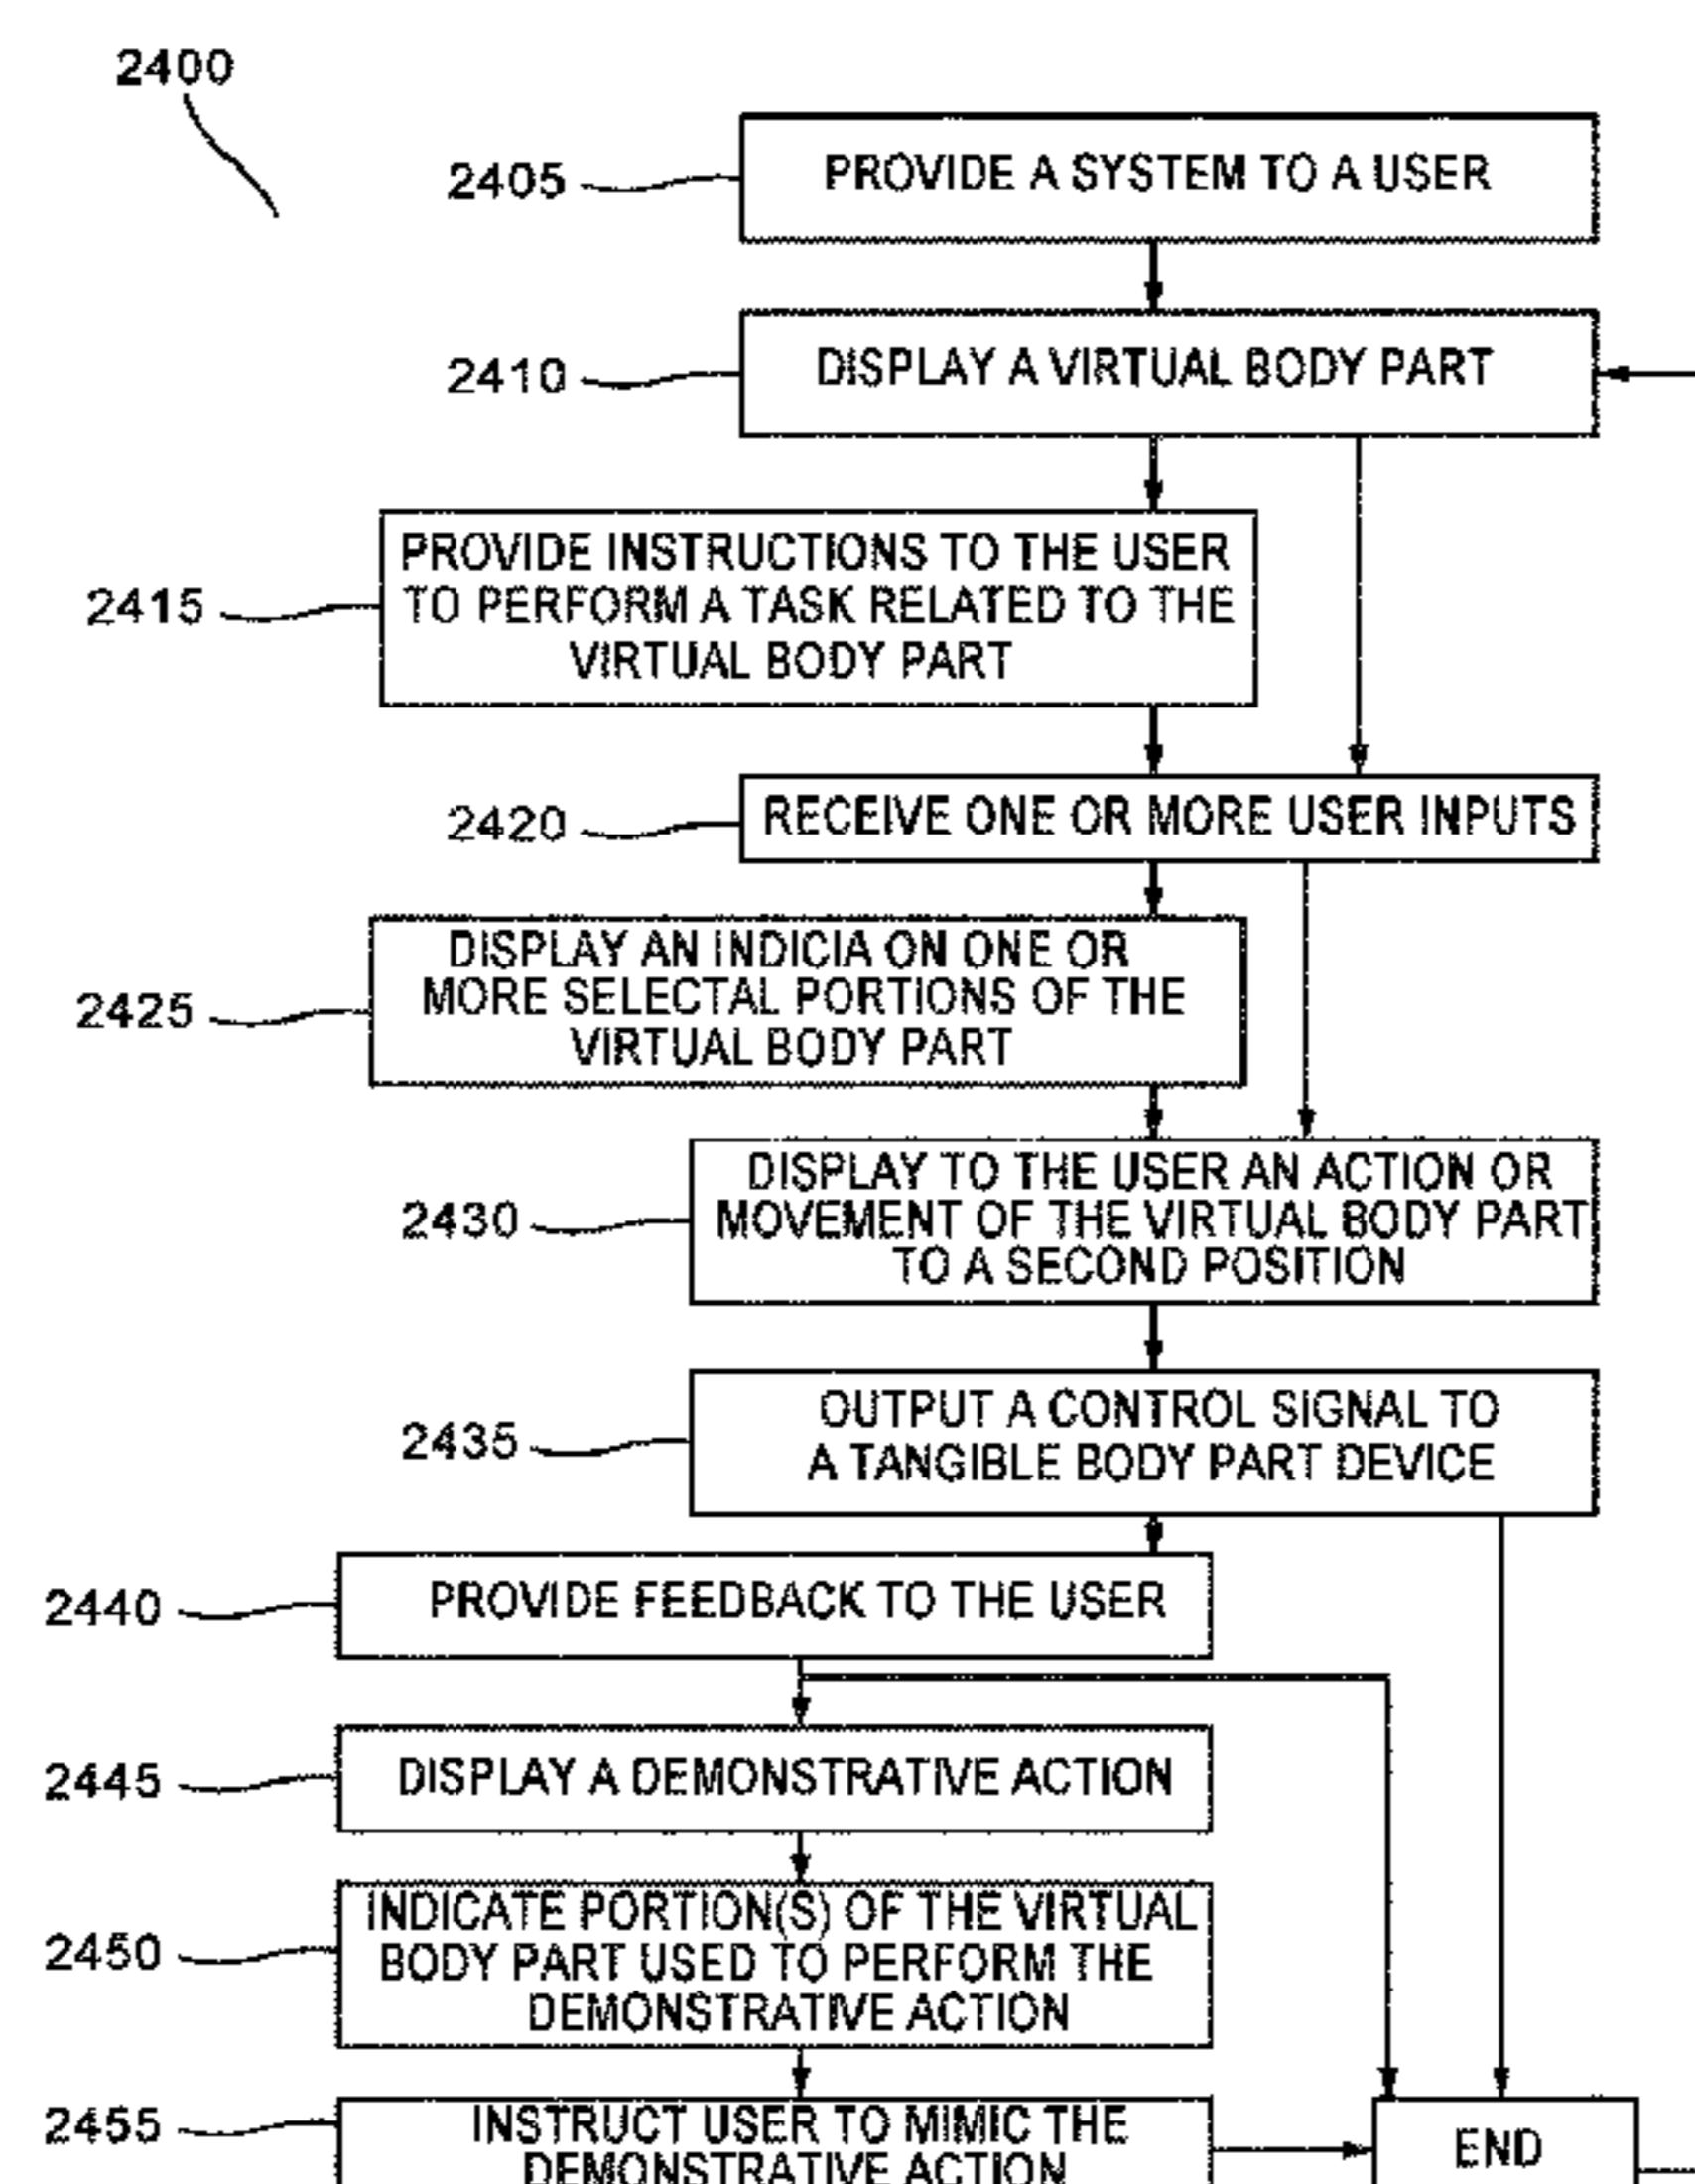 2400
2405
PROVIDE A SYSTEM TO A USER
2410
DISPLAY A VIRTUAL BODY PART
2415
PROVIDE INSTRUCTIONS TO THE USER
TO PERFORM A TASK RELATED TO THE
VIRTUAL BODY PART
2420
RECEIVE ONE OR MORE USER INPUTS
2425
DISPLAY AN INDICIA ON ONE OR
MORE SELECTAL PORTIONS OF THE
VIRTUAL BODY PART
2430
DISPLAY TO THE USER AN ACTION OR
MOVEMENT OF THE VIRTUAL BODY PART
TO A SECOND POSITION
2435
OUTPUT A CONTROL SIGNAL TO
A TANGIBLE BODY PART DEVICE
2440
PROVIDE FEEDBACK TO THE USER
2445
DISPLAY A DEMONSTRATIVE ACTION
2450
INDICATE PORTION(S) OF THE VIRTUAL
BODY PART USED TO PERFORM THE
DEMONSTRATIVE ACTION
2455
INSTRUCT USER TO MIMIC THE
DEMONSTRATIVE ACTION
END